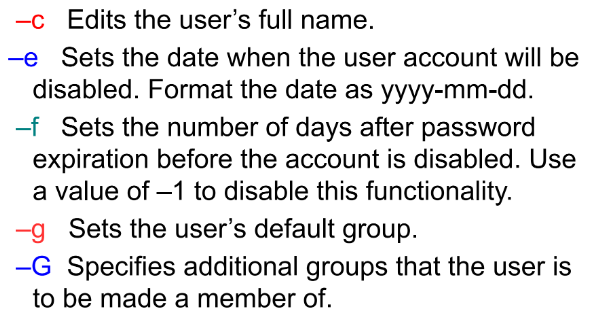 –c Edits the user’s full name.
–e Sets the date when the user account will be
disabled. Format the date as yyyy-mm-dd.
–f Sets the number of days after password
expiration before the account is disabled. Use
a value of –1 to disable this functionality.
–g Sets the user’s default group.
–G Specifies additional groups that the user is
to be made a member of.